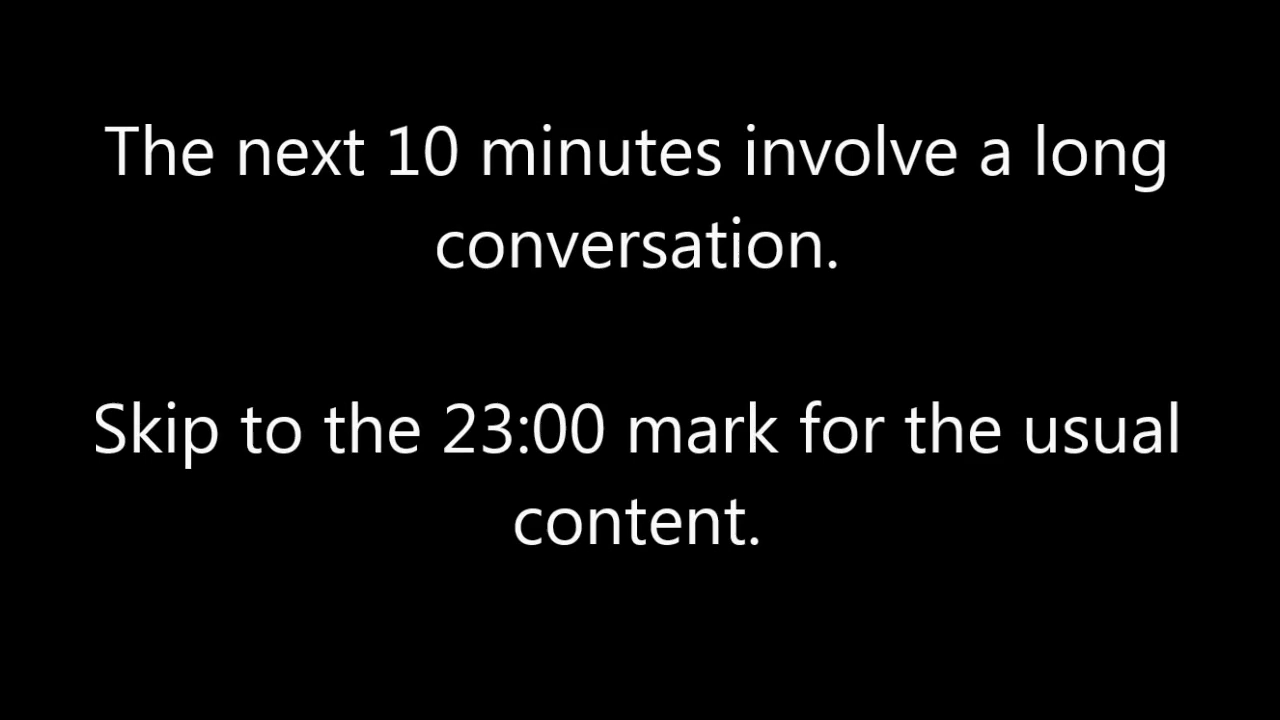 The next 10 minutes involve a long
conversation.
Skip to the 23:00 mark for the usual
content.